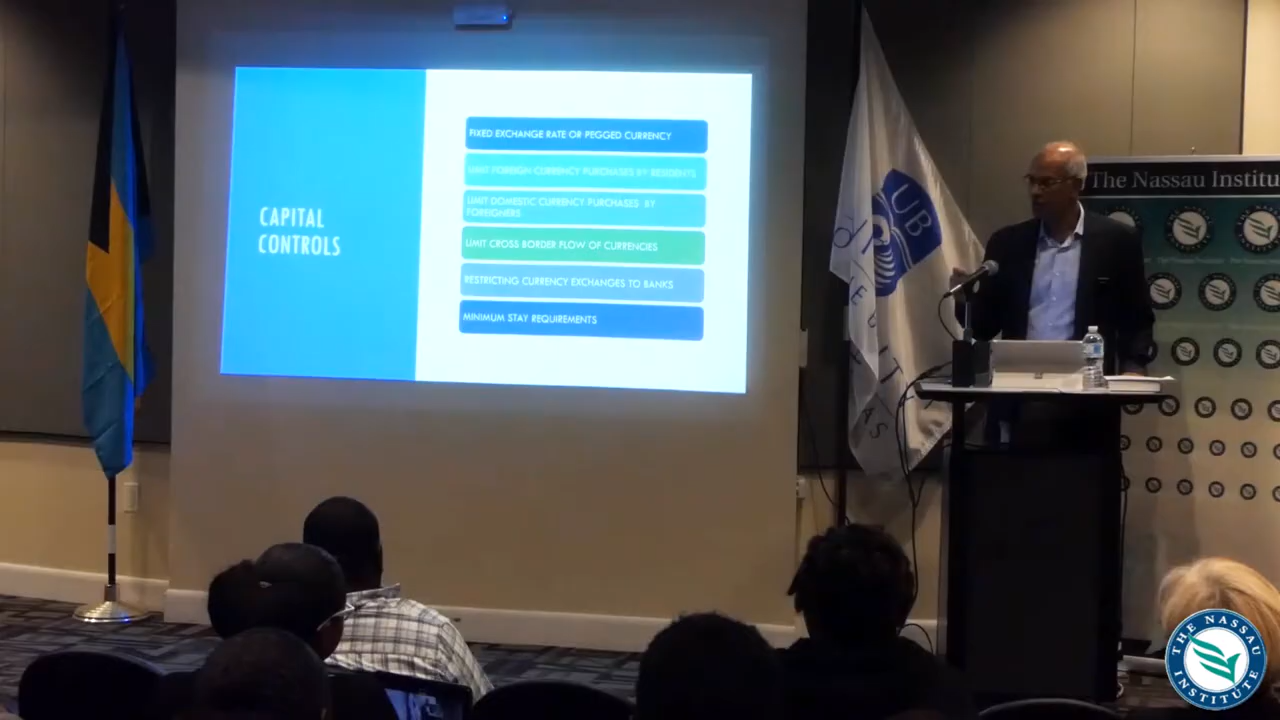 FIXED EXCHANGE RATE OR PEGGED CURRENCY
LIMIT FOREIGN CURRENCY PURCHASES BY RESIDENTS
LIMIT DOMESTIC CURRENCY PURCHASES BY
FOREIGNERS
LIMIT CROSS BORDER FLOW OF CURRENCIES
RESTRICTING CURRENCY EXCHANGES TO BANKS
MINIMUM STAY REQUIREMENTS
CAPITAL
CONTROLS
UB
The Nassau Institu
THE NASSAU
INSTITUTE